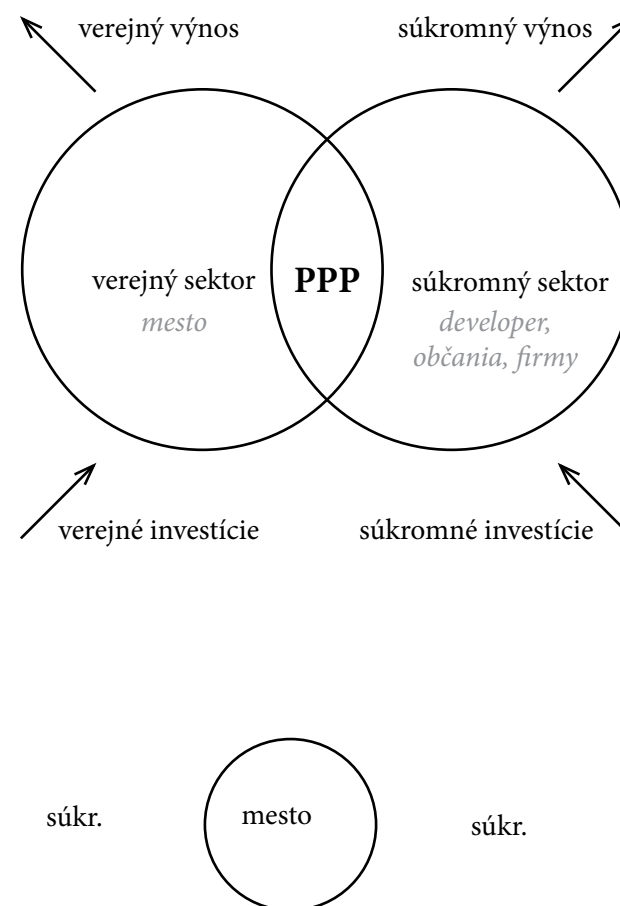 verejný výnos
súkromný výnos
verejný sektor
mesto
PPP
súkromný sektor
developer,
občania, firmy
verejné investície
súkromné investície
súkr.
mesto
súkr.